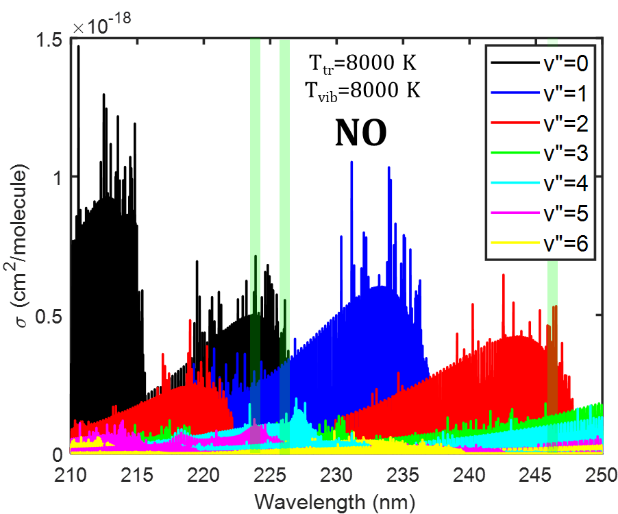 ×10⁻¹⁸
1.5
1
0.5
0
σ (cm²/molecule)
T_tr=8000 K
T_vib=8000 K
NO
v"=0
v"=1
v"=2
v"=3
v"=4
v"=5
v"=6
210 215 220 225 230 235 240 245 250
Wavelength (nm)